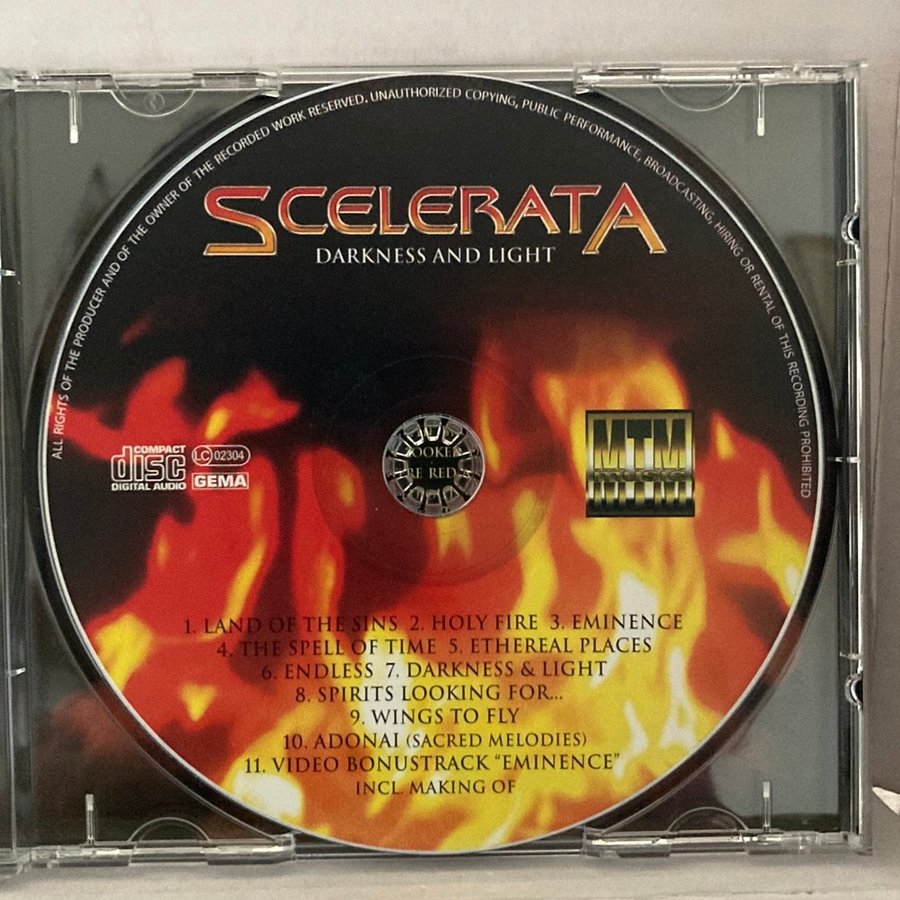 ALL RIGHTS OF THE PRODUCER AND OF THE OWNER OF THE RECORDED WORK RESERVED. UNAUTHORIZED COPYING, PUBLIC PERFORMANCE, BROADCASTING, HIRING OR RENTAL OF THIS RECORDING PROHIBITED
SCELERATA
DARKNESS AND LIGHT
COMPACT
disc
DIGITAL AUDIO
LC 02304
GEMA
MTM
music
1. LAND OF THE SINS 2. HOLY FIRE 3. EMINENCE
4. THE SPELL OF TIME 5. ETHEREAL PLACES
6. ENDLESS 7. DARKNESS & LIGHT
8. SPIRITS LOOKING FOR...
9. WINGS TO FLY
10. ADONAI (SACRED MELODIES)
11. VIDEO BONUSTRACK "EMINENCE"
INCL. MAKING OF